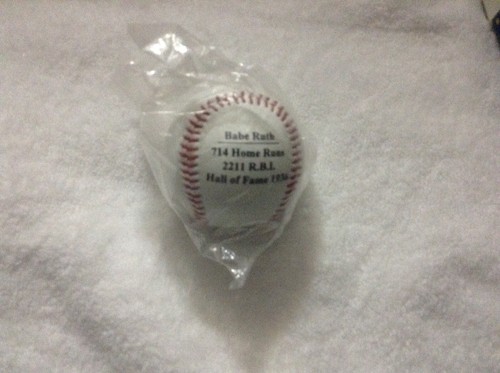 Babe Ruth
714 Home Runs
2211 R.B.I.
Hall of Fame 1936